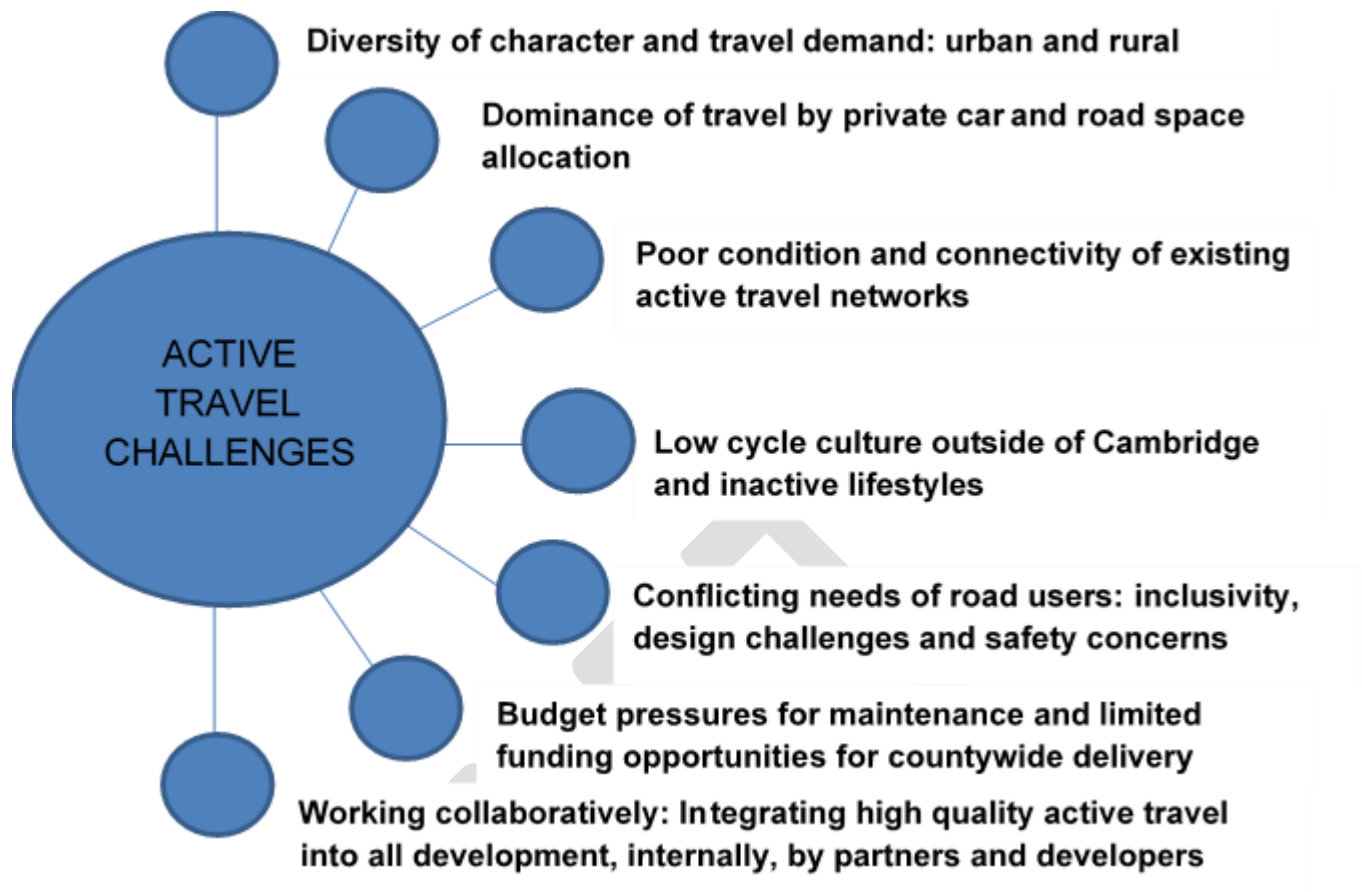 Diversity of character and travel demand: urban and rural
Dominance of travel by private car and road space
allocation
Poor condition and connectivity of existing
active travel networks
ACTIVE
TRAVEL
CHALLENGES
Low cycle culture outside of Cambridge
and inactive lifestyles
Conflicting needs of road users: inclusivity,
design challenges and safety concerns
Budget pressures for maintenance and limited
funding opportunities for countywide delivery
Working collaboratively: Integrating high quality active travel
into all development, internally, by partners and developers